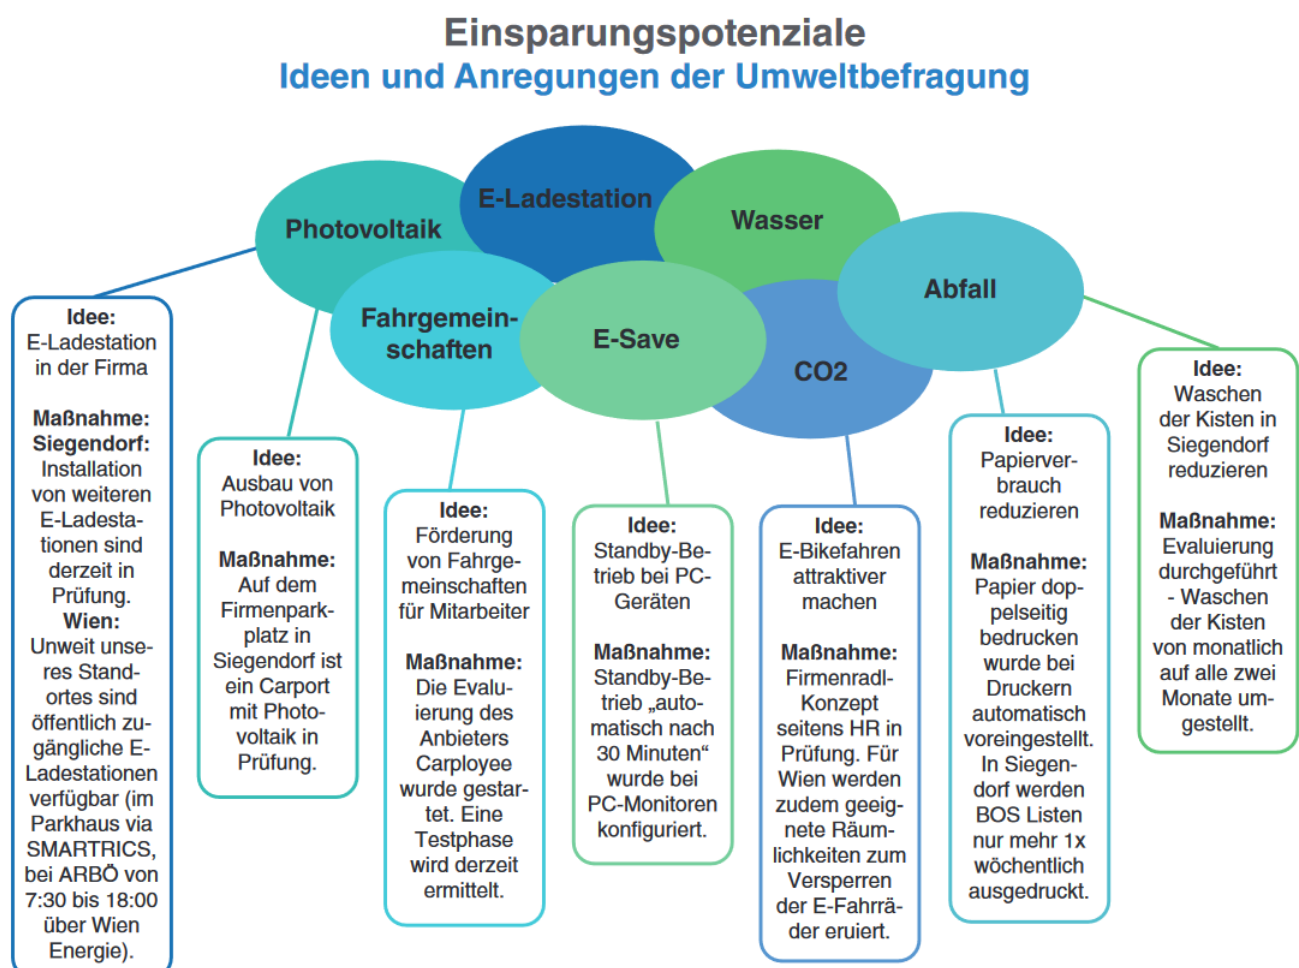 Einsparungspotenziale
Ideen und Anregungen der Umweltbefragung
Photovoltaik
E-Ladestation
Wasser
Abfall
Fahrgemein-
schaften
E-Save
CO2
Idee:
E-Ladestation
in der Firma
Maßnahme:
Siegendorf:
Installation
von weiteren
E-Ladesta-
tionen sind
derzeit in
Prüfung.
Wien:
Unweit unse-
res Stand-
ortes sind
öffentlich zu-
gängliche E-
Ladestationen
verfügbar (im
Parkhaus via
SMARTRICS,
bei ARBÖ von
7:30 bis 18:00
über Wien
Energie).
Idee:
Ausbau von
Photovoltaik
Maßnahme:
Auf dem
Firmenpark-
platz in
Siegendorf ist
ein Carport
mit Photo-
voltaik in
Prüfung.
Idee:
Förderung
von Fahrge-
meinschaften
für Mitarbeiter
Maßnahme:
Die Evalu-
ierung des
Anbieters
Carployee
wurde gestar-
tet. Eine
Testphase
wird derzeit
ermittelt.
Idee:
Standby-Be-
trieb bei PC-
Geräten
Maßnahme:
Standby-Be-
trieb „auto-
matisch nach
30 Minuten“
wurde bei
PC-Monitoren
konfiguriert.
Idee:
E-Bikefahren
attraktiver
machen
Maßnahme:
Firmenradl-
Konzept
seitens HR in
Prüfung. Für
Wien werden
zudem geeig-
nete Räum-
lichkeiten zum
Versperren
der E-Fahrrä-
der eruiert.
Idee:
Papierver-
brauch
reduzieren
Maßnahme:
Papier dop-
pelseitig
bedrucken
wurde bei
Druckern
automatisch
voreingestellt.
In Siegen-
dorf werden
BOS Listen
nur mehr 1x
wöchentlich
ausgedruckt.
Idee:
Waschen
der Kisten in
Siegendorf
reduzieren
Maßnahme:
Evaluierung
durchgeführt
- Waschen
der Kisten
von monatlich
auf alle zwei
Monate um-
gestellt.